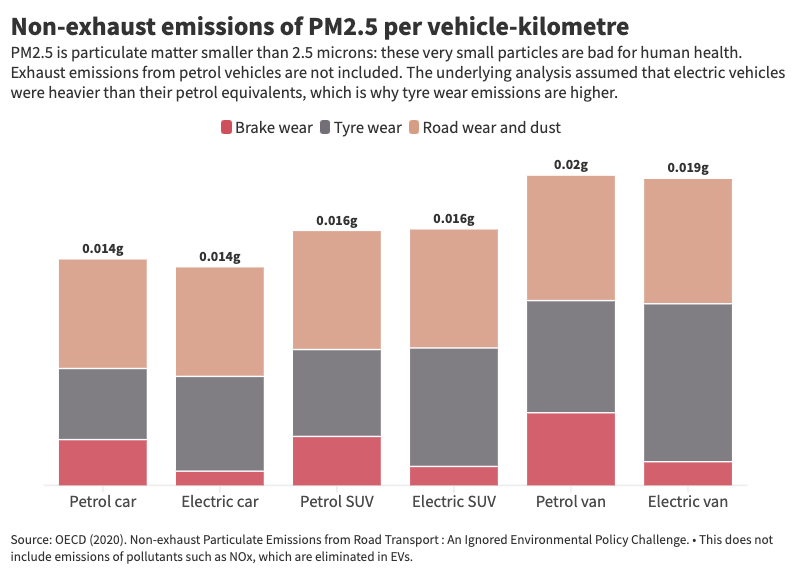 Non-exhaust emissions of PM2.5 per vehicle-kilometre
PM2.5 is particulate matter smaller than 2.5 microns: these very small particles are bad for human health.
Exhaust emissions from petrol vehicles are not included. The underlying analysis assumed that electric vehicles
were heavier than their petrol equivalents, which is why tyre wear emissions are higher.
Brake wear Tyre wear Road wear and dust
0.014g 0.014g 0.016g 0.016g 0.02g 0.019g
Petrol car Electric car Petrol SUV Electric SUV Petrol van Electric van
Source: OECD (2020). Non-exhaust Particulate Emissions from Road Transport : An Ignored Environmental Policy Challenge. • This does not
include emissions of pollutants such as NOx, which are eliminated in EVs.